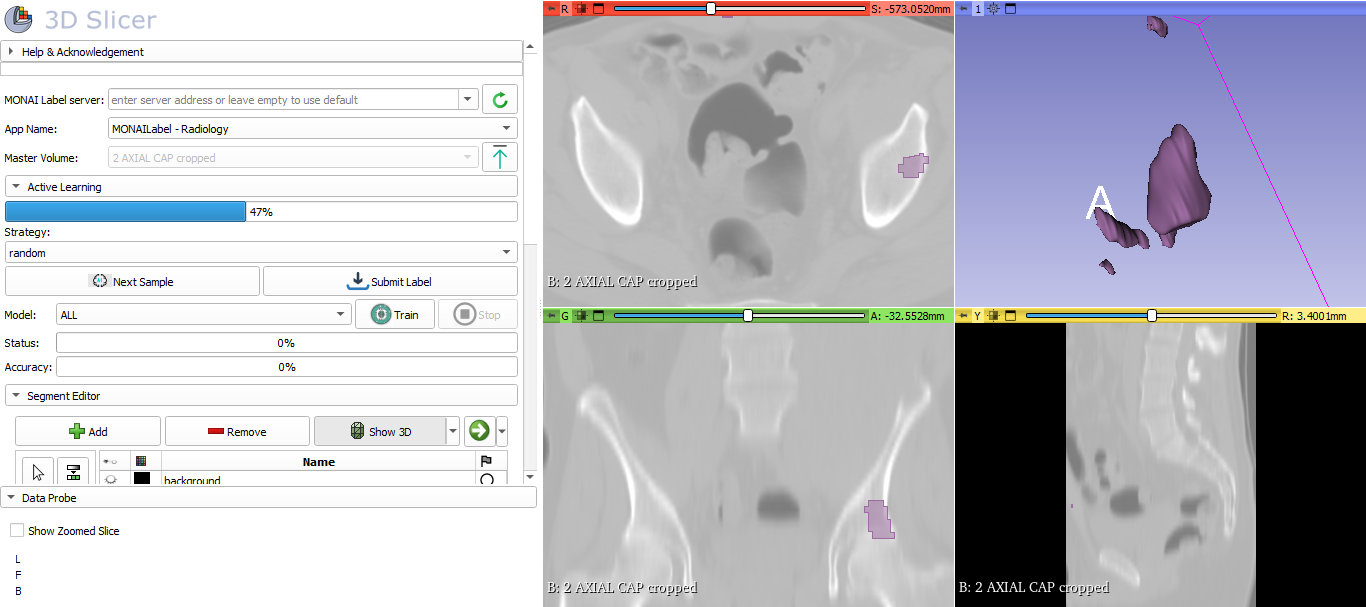 3D Slicer
Help & Acknowledgement
MONAI Label server: enter server address or leave empty to use default
App Name: MONAILabel - Radiology
Master Volume: 2 AXIAL CAP cropped
Active Learning
47%
Strategy:
random
Next Sample Submit Label
Model: ALL Train Stop
Status: 0%
Accuracy: 0%
Segment Editor
Add Remove Show 3D
Name
background
Data Probe
Show Zoomed Slice
L
F
B
R S: -573.0520mm
B: 2 AXIAL CAP cropped
1
A
G A: -32.5528mm
B: 2 AXIAL CAP cropped
Y R: 3.4001mm
B: 2 AXIAL CAP cropped